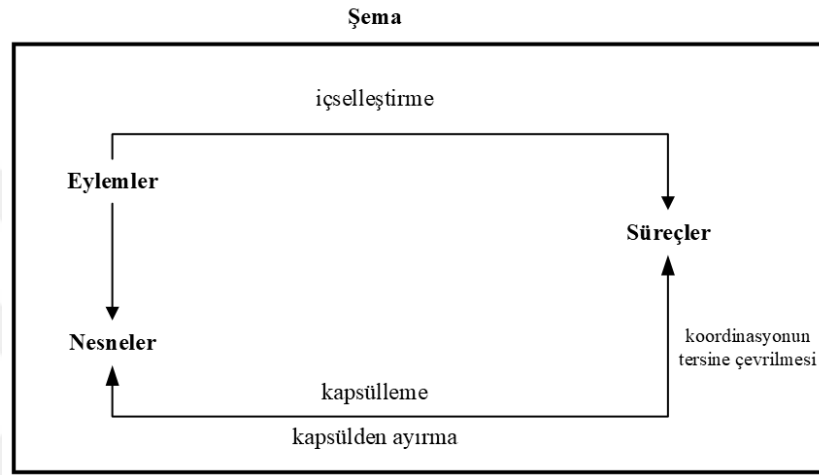 Şema
içselleştirme
Eylemler
Süreçler
Nesneler
koordinasyonun
tersine çevrilmesi
kapsülleme
kapsülden ayırma